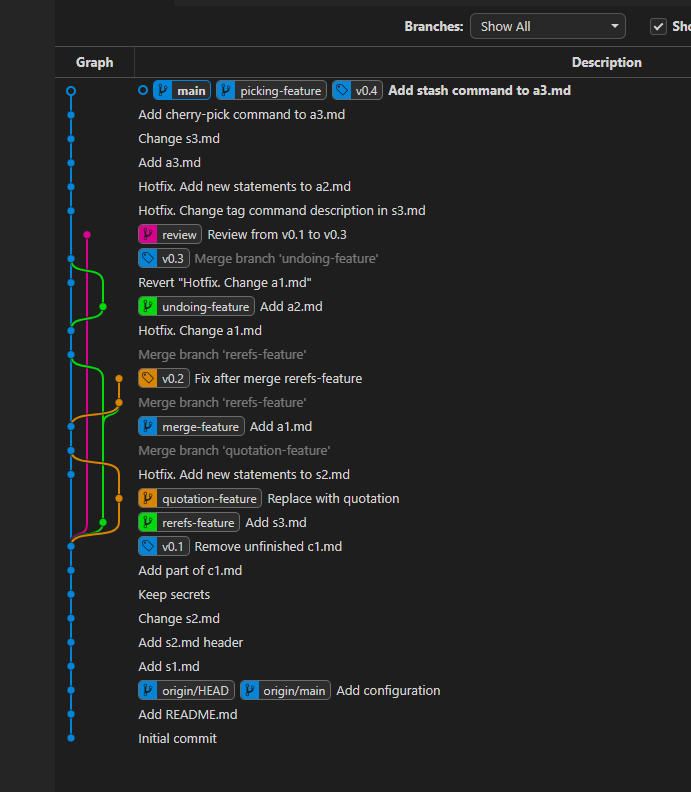 Branches: Show All
Graph Description
main picking-feature v0.4 Add stash command to a3.md
Add cherry-pick command to a3.md
Change s3.md
Add a3.md
Hotfix. Add new statements to a2.md
Hotfix. Change tag command description in s3.md
review Review from v0.1 to v0.3
v0.3 Merge branch 'undoing-feature'
Revert "Hotfix. Change a1.md"
undoing-feature Add a2.md
Hotfix. Change a1.md
Merge branch 'rerefs-feature'
v0.2 Fix after merge rerefs-feature
Merge branch 'rerefs-feature'
merge-feature Add a1.md
Merge branch 'quotation-feature'
Hotfix. Add new statements to s2.md
quotation-feature Replace with quotation
rerefs-feature Add s3.md
v0.1 Remove unfinished c1.md
Add part of c1.md
Keep secrets
Change s2.md
Add s2.md header
Add s1.md
origin/HEAD origin/main Add configuration
Add README.md
Initial commit